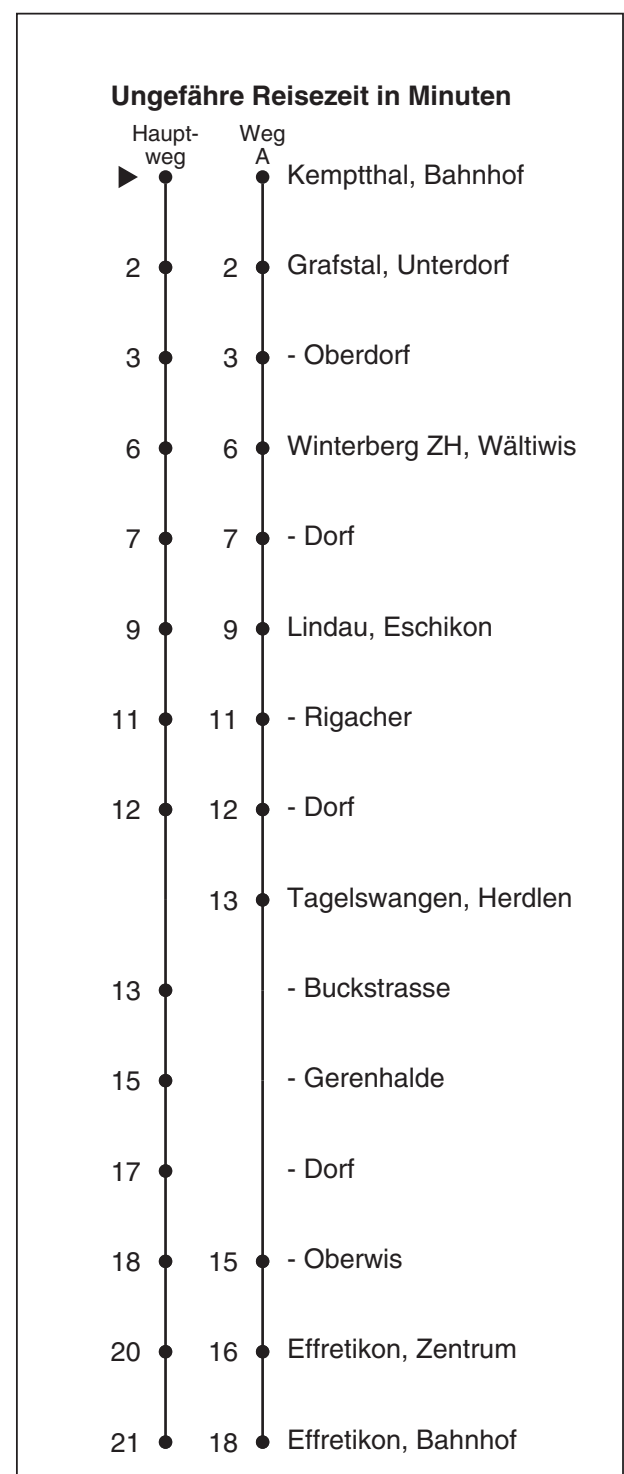 Ungefähre Reisezeit in Minuten
Haupt- Weg
weg A
Kemptthal, Bahnhof
2 2 Grafstal, Unterdorf
3 3 - Oberdorf
6 6 Winterberg ZH, Wältiwis
7 7 - Dorf
9 9 Lindau, Eschikon
11 11 - Rigacher
12 12 - Dorf
13 Tagelswangen, Herdlen
13 - Buckstrasse
15 - Gerenhalde
17 - Dorf
18 15 - Oberwis
20 16 Effretikon, Zentrum
21 18 Effretikon, Bahnhof